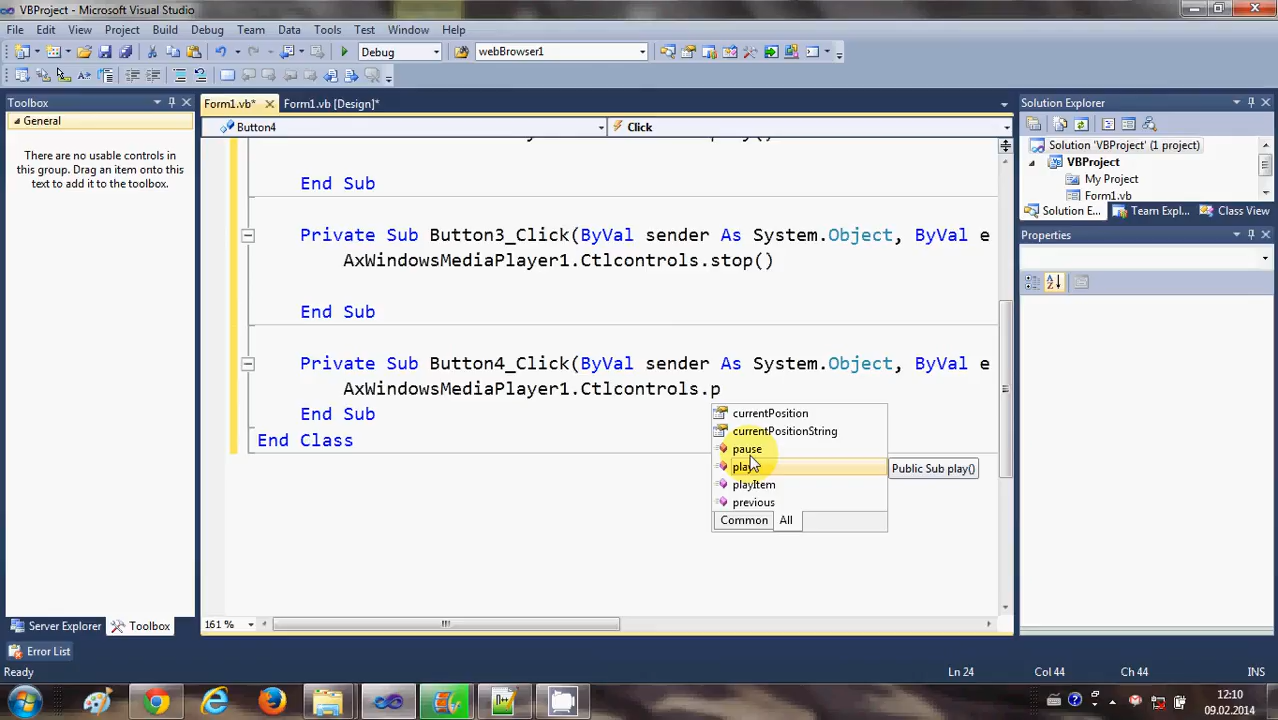 VBProject - Microsoft Visual Studio
File Edit View Project Build Debug Team Data Tools Test Window Help
Debug webBrowser1
Toolbox
General
There are no usable controls in
this group. Drag an item onto this
text to add it to the toolbox.
Server Explorer Toolbox
Form1.vb* Form1.vb [Design]*
Button4 Click
End Sub
Private Sub Button3_Click(ByVal sender As System.Object, ByVal e
AxWindowsMediaPlayer1.Ctlcontrols.stop()
End Sub
Private Sub Button4_Click(ByVal sender As System.Object, ByVal e
AxWindowsMediaPlayer1.Ctlcontrols.p
End Sub
End Class
currentPosition
currentPositionString
pause
play
playItem
previous
Common All
Public Sub play()
161 %
Solution Explorer
Solution 'VBProject' (1 project)
VBProject
My Project
Form1.vb
Solution E... Team Expl... Class View
Properties
Error List
Ready Ln 24 Col 44 Ch 44 INS
12:10
09.02.2014